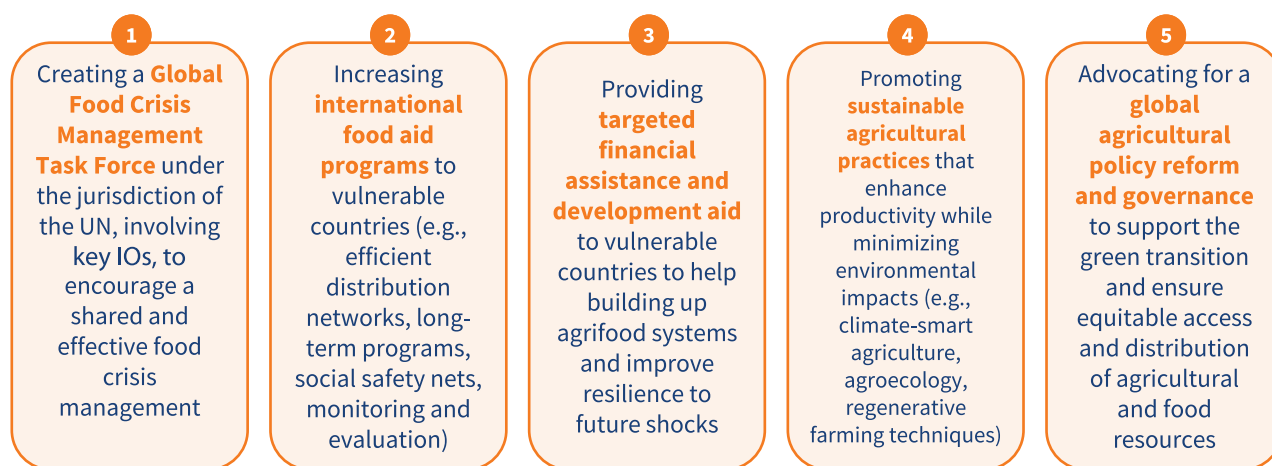 1
Creating a Global
Food Crisis
Management
Task Force under
the jurisdiction of
the UN, involving
key IOs, to
encourage a
shared and
effective food
crisis
management
2
Increasing
international
food aid
programs to
vulnerable
countries (e.g.,
efficient
distribution
networks, long-
term programs,
social safety nets,
monitoring and
evaluation)
3
Providing
targeted
financial
assistance and
development aid
to vulnerable
countries to help
building up
agrifood systems
and improve
resilience to
future shocks
4
Promoting
sustainable
agricultural
practices that
enhance
productivity while
minimizing
environmental
impacts (e.g.,
climate-smart
agriculture,
agroecology,
regenerative
farming techniques)
5
Advocating for a
global
agricultural
policy reform
and governance
to support the
green transition
and ensure
equitable access
and distribution
of agricultural
and food
resources